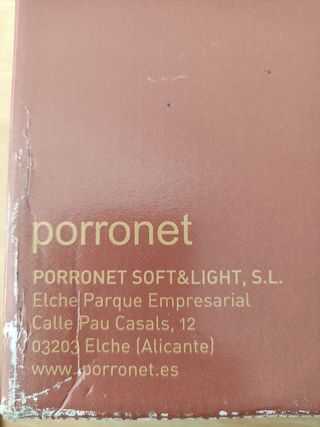 porronet
PORRONET SOFT&LIGHT, S.L.
Elche Parque Empresarial
Calle Pau Casals, 12
03203 Elche (Alicante)
www.porronet.es